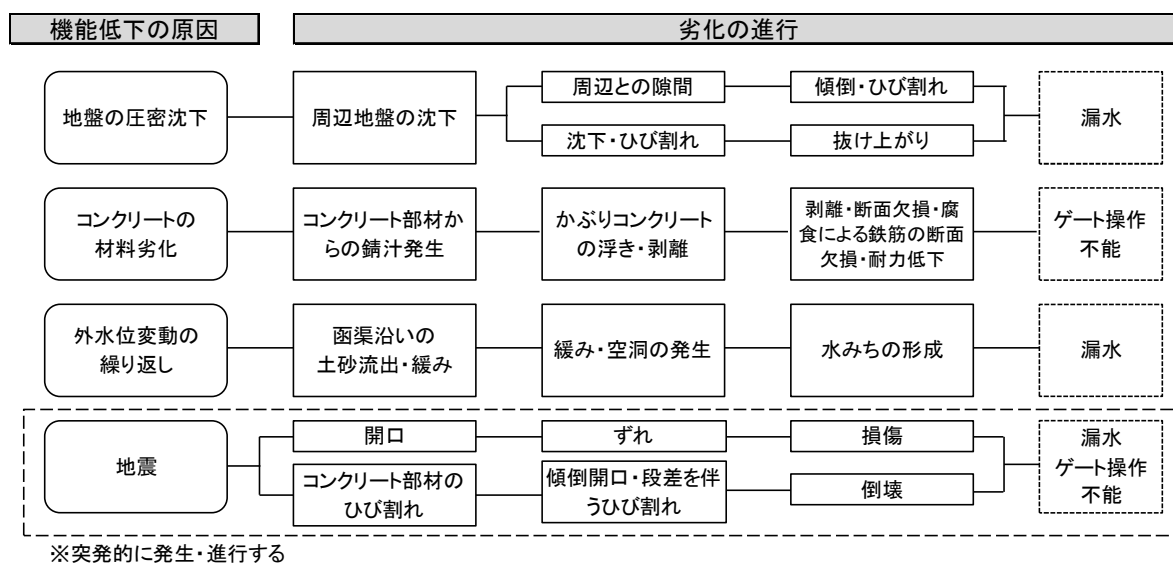 機能低下の原因
劣化の進行
地盤の圧密沈下
周辺地盤の沈下
周辺との隙間
傾倒・ひび割れ
沈下・ひび割れ
抜け上がり
漏水
コンクリートの
材料劣化
コンクリート部材か
らの錆汁発生
かぶりコンクリート
の浮き・剥離
剥離・断面欠損・腐
食による鉄筋の断面
欠損・耐力低下
ゲート操作
不能
外水位変動の
繰り返し
函渠沿いの
土砂流出・緩み
緩み・空洞の発生
水みちの形成
漏水
地震
開口
ずれ
損傷
コンクリート部材の
ひび割れ
傾倒開口・段差を伴
うひび割れ
倒壊
漏水
ゲート操作
不能
※突発的に発生・進行する